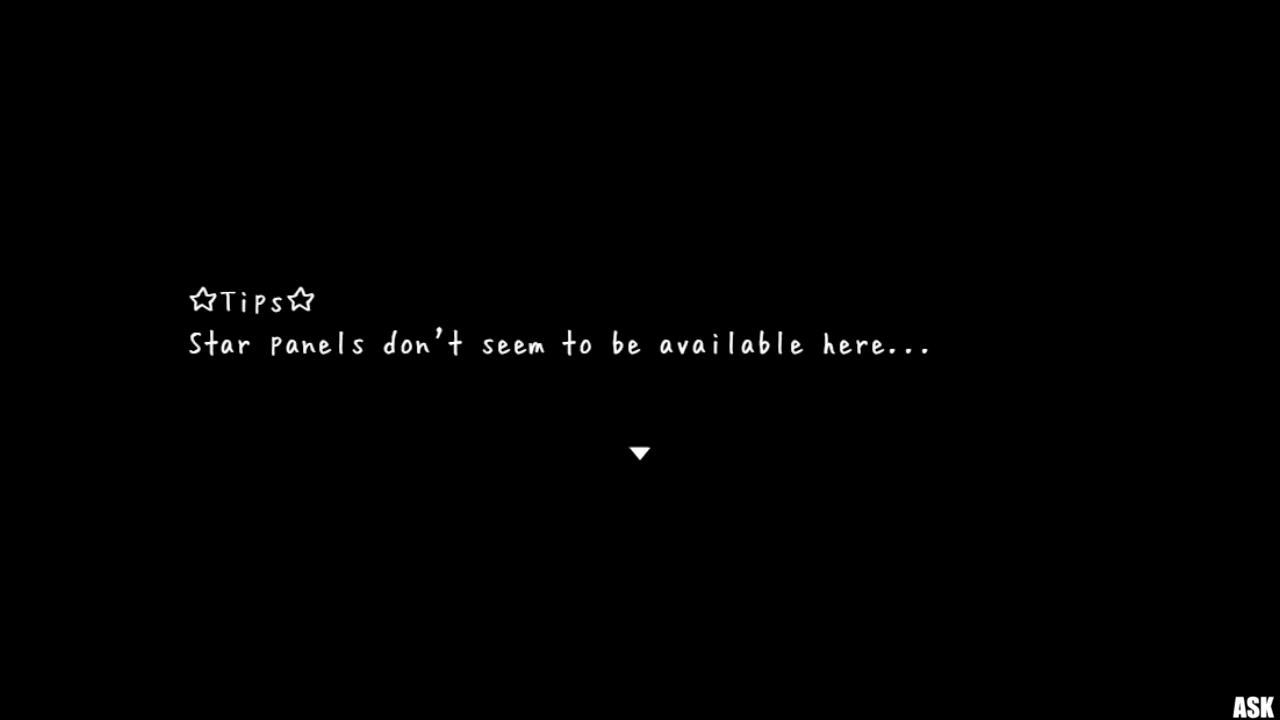 ☆Tips☆
Star panels don't seem to be available here...
ASK